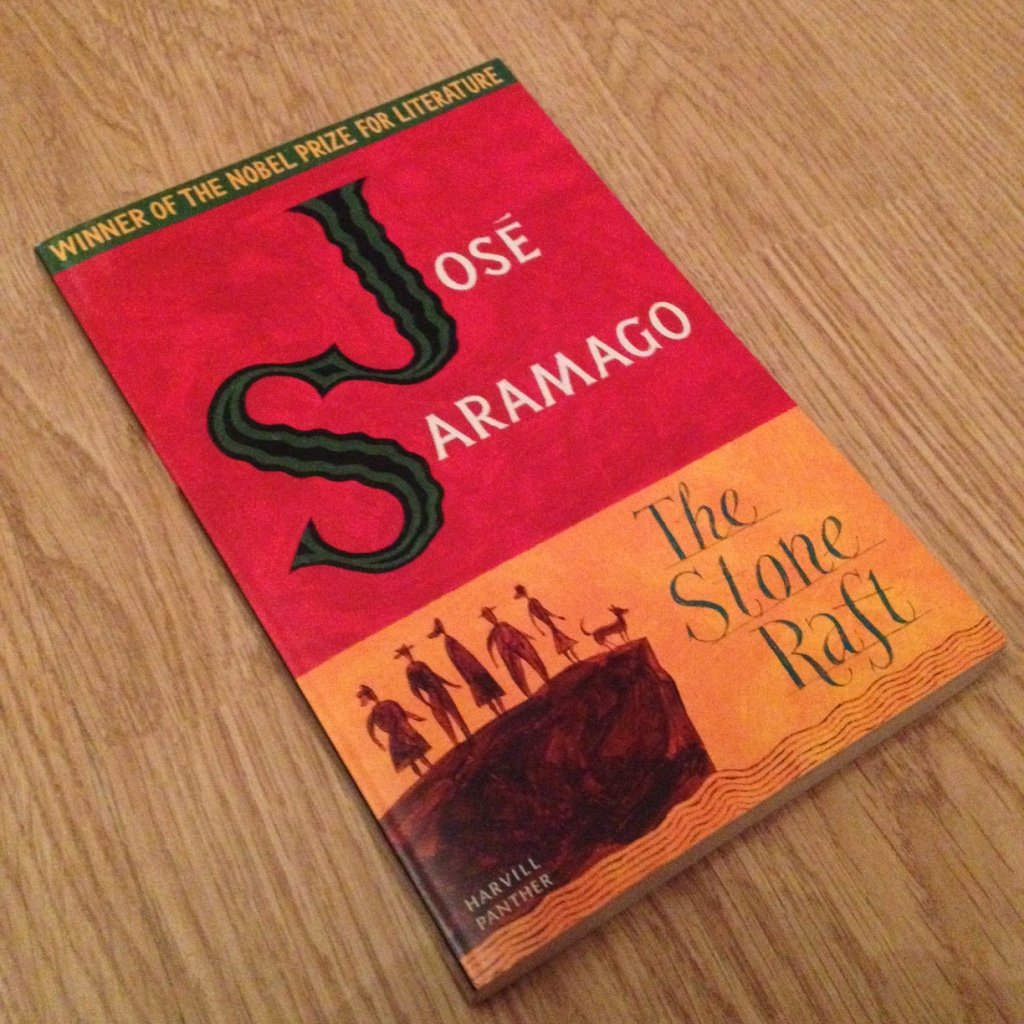 WINNER OF THE NOBEL PRIZE FOR LITERATURE
JOSÉ
SARAMAGO
The
Stone
Raft
HARVILL
PANTHER